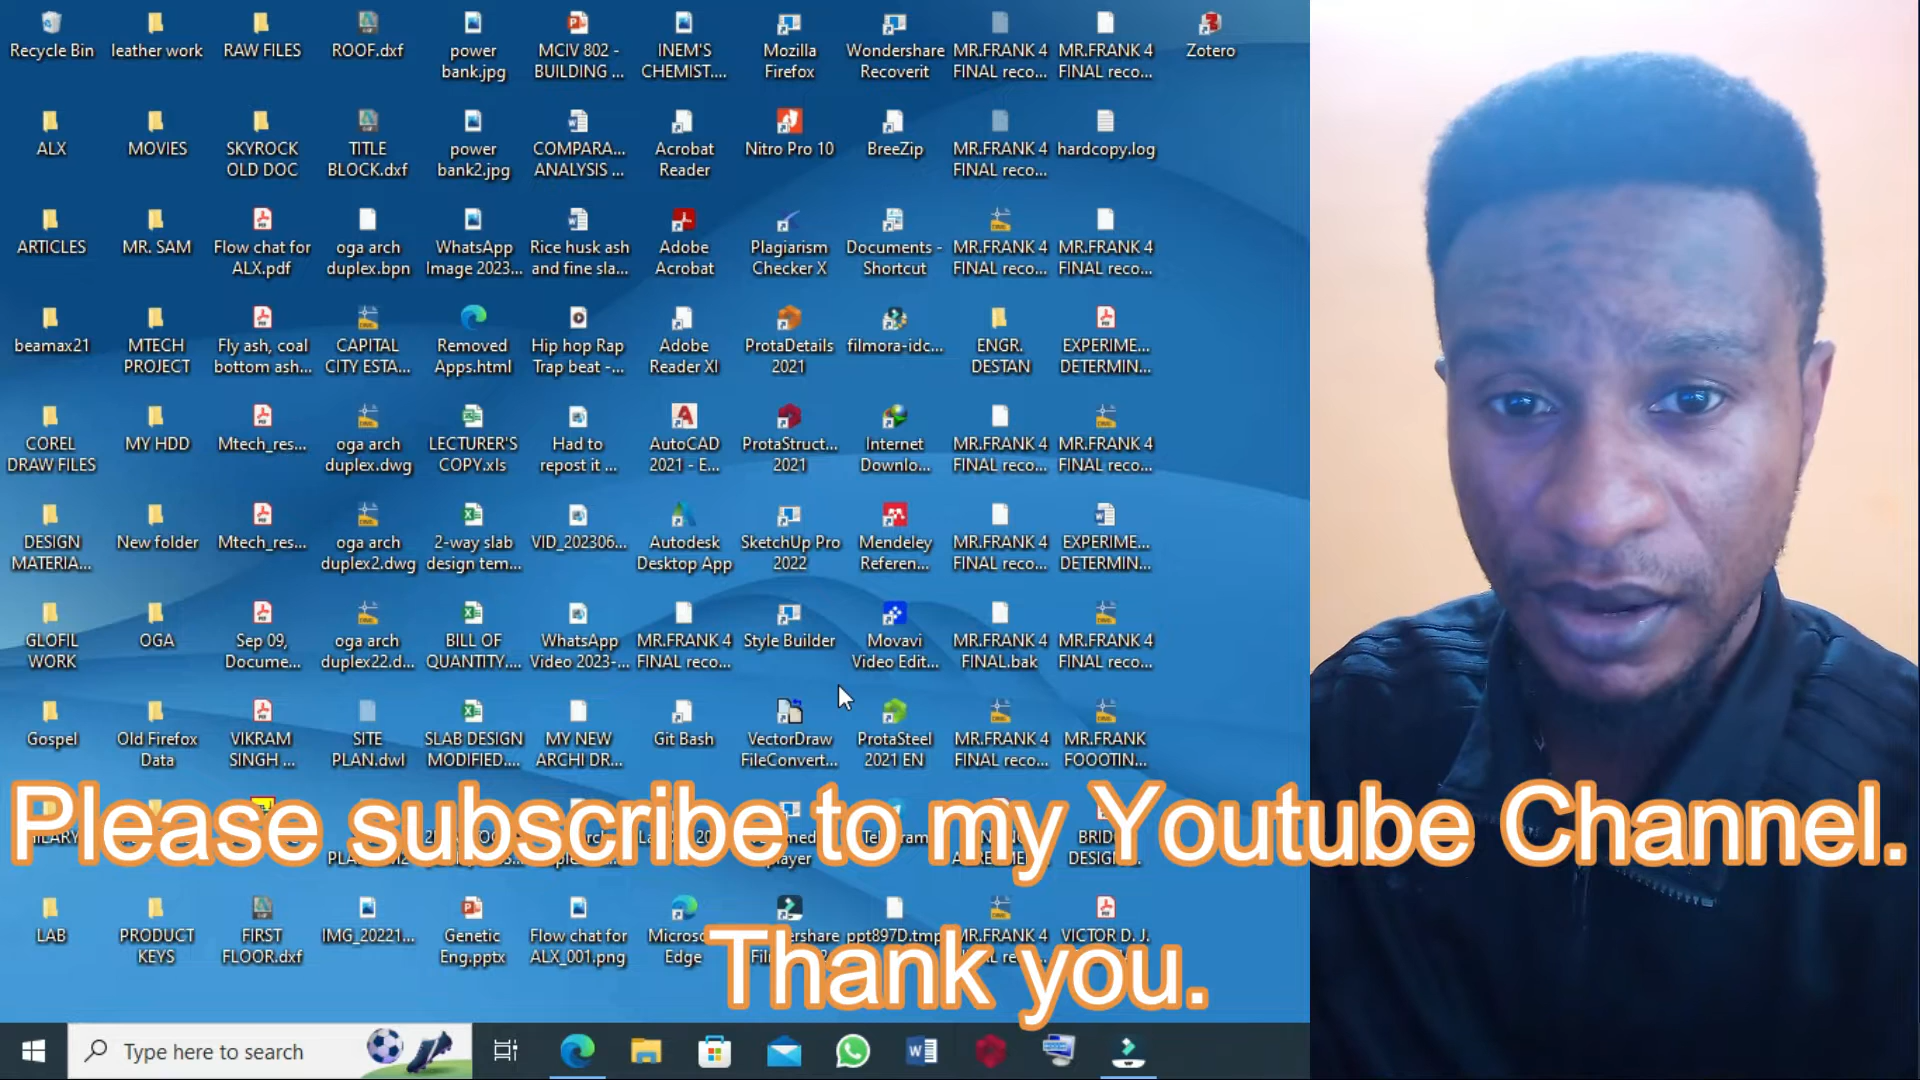 Recycle Bin
leather work
RAW FILES
ROOF.dxf
power
bank.jpg
MCIV 802 -
BUILDING ...
INEM'S
CHEMIST....
Mozilla
Firefox
Wondershare
Recoverit
MR.FRANK 4
FINAL reco...
MR.FRANK 4
FINAL reco...
Zotero
ALX
MOVIES
SKYROCK
OLD DOC
TITLE
BLOCK.dxf
power
bank2.jpg
COMPARA...
ANALYSIS ...
Acrobat
Reader
Nitro Pro 10
BreeZip
MR.FRANK 4
FINAL reco...
hardcopy.log
ARTICLES
MR. SAM
Flow chat for
ALX.pdf
oga arch
duplex.bpn
WhatsApp
Image 2023...
Rice husk ash
and fine sla...
Adobe
Acrobat
Plagiarism
Checker X
Documents -
Shortcut
MR.FRANK 4
FINAL reco...
MR.FRANK 4
FINAL reco...
beamax21
MTECH
PROJECT
Fly ash, coal
bottom ash...
CAPITAL
CITY ESTA...
Removed
Apps.html
Hip hop Rap
Trap beat -...
Adobe
Reader XI
ProtaDetails
2021
filmora-idc...
ENGR.
DESTAN
EXPERIME...
DETERMIN...
COREL
DRAW FILES
MY HDD
Mtech_res...
oga arch
duplex.dwg
LECTURER'S
COPY.xls
Had to
repost it ...
AutoCAD
2021 - E...
ProtaStruct...
2021
Internet
Downlo...
MR.FRANK 4
FINAL reco...
MR.FRANK 4
FINAL reco...
DESIGN
MATERIA...
New folder
Mtech_res...
oga arch
duplex2.dwg
2-way slab
design tem...
VID_202306...
Autodesk
Desktop App
SketchUp Pro
2022
Mendeley
Referen...
MR.FRANK 4
FINAL reco...
EXPERIME...
DETERMIN...
GLOFIL
WORK
OGA
Sep 09,
Docume...
oga arch
duplex22.d...
BILL OF
QUANTITY....
WhatsApp
Video 2023-...
MR.FRANK 4
FINAL reco...
Style Builder
Movavi
Video Edit...
MR.FRANK 4
FINAL.bak
MR.FRANK 4
FINAL reco...
Gospel
Old Firefox
Data
VIKRAM
SINGH ...
SITE
PLAN.dwl
SLAB DESIGN
MODIFIED....
MY NEW
ARCHI DR...
Git Bash
VectorDraw
FileConvert...
ProtaSteel
2021 EN
MR.FRANK 4
FINAL reco...
MR.FRANK
FOOOTIN...
Please subscribe to my Youtube Channel.
LAB
PRODUCT
KEYS
FIRST
FLOOR.dxf
IMG_20221...
Genetic
Eng.pptx
Flow chat for
ALX_001.png
Edge
ppt897D.tmp
MR.FRANK 4
VICTOR D. J.
Thank you.
Type here to search